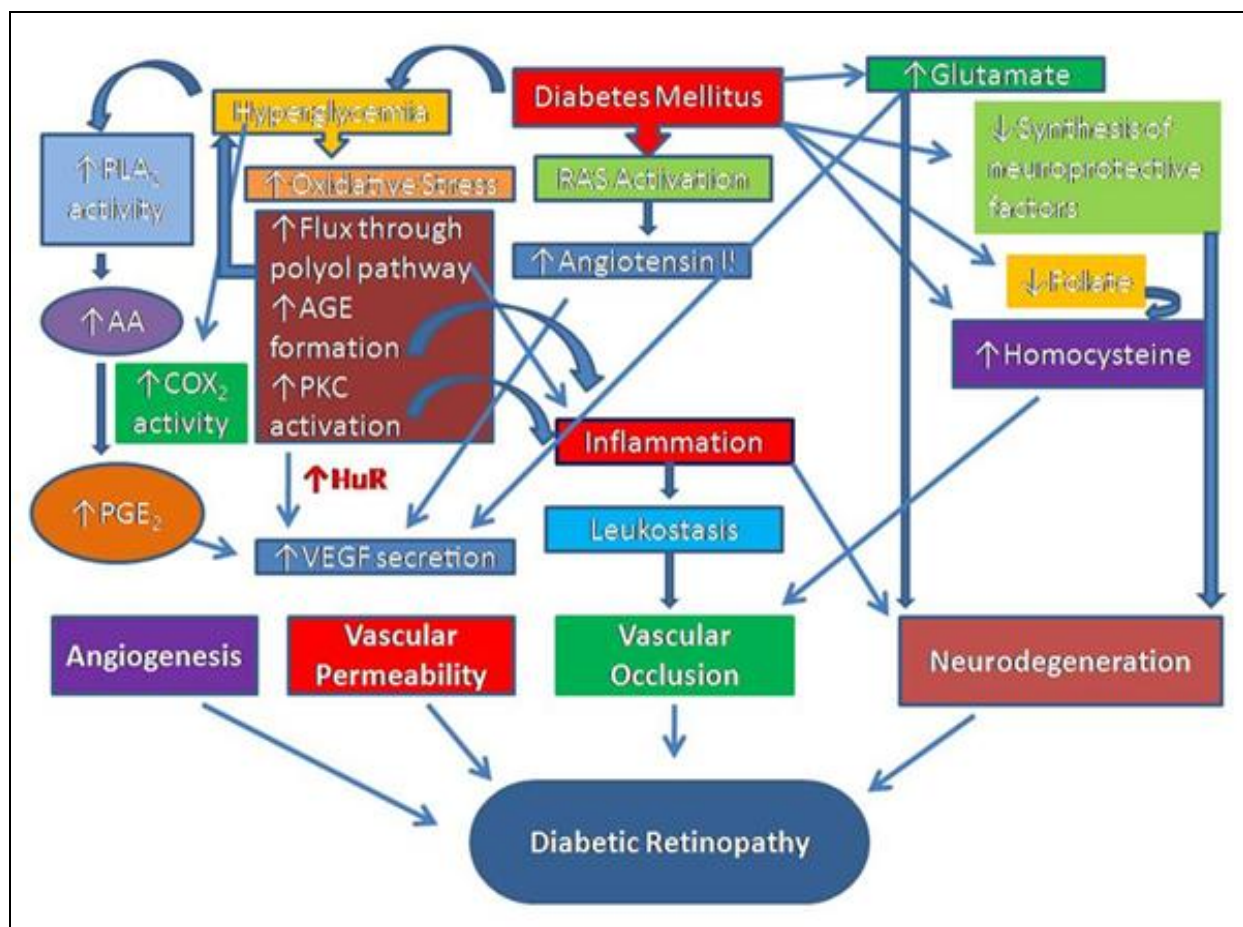 Diabetes Mellitus
↑Glutamate
Hyperglycemia
↓Synthesis of
neuroprotective
factors
↑PLA₂
activity
↑Oxidative Stress
RAS Activation
↑Flux through
polyol pathway
↑AGE
formation
↑PKC
activation
↑Angiotensin I!
↓Folate
↑AA
↑Homocysteine
↑COX₂
activity
Inflammation
↑HuR
↑PGE₂
Leukostasis
↑VEGF secretion
Angiogenesis
Vascular
Permeability
Vascular
Occlusion
Neurodegeneration
Diabetic Retinopathy